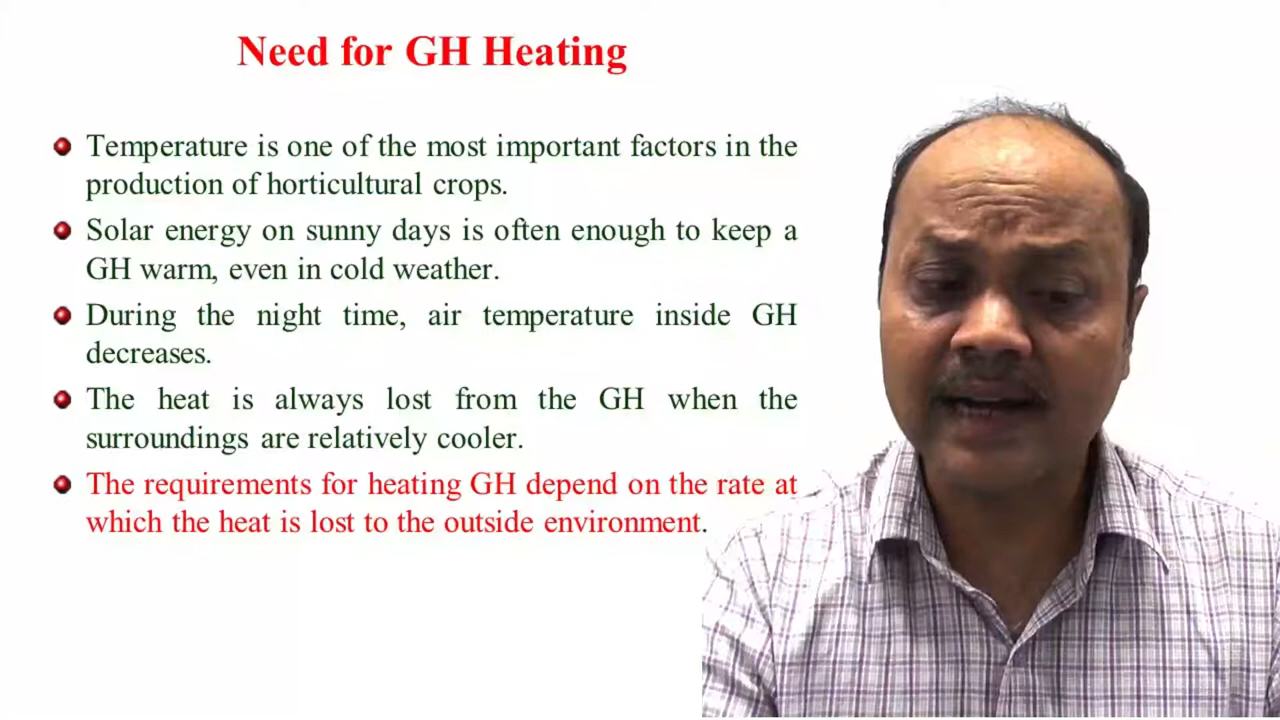 Need for GH Heating
Temperature is one of the most important factors in the
production of horticultural crops.
Solar energy on sunny days is often enough to keep a
GH warm, even in cold weather.
During the night time, air temperature inside GH
decreases.
The heat is always lost from the GH when the
surroundings are relatively cooler.
The requirements for heating GH depend on the rate at
which the heat is lost to the outside environment.